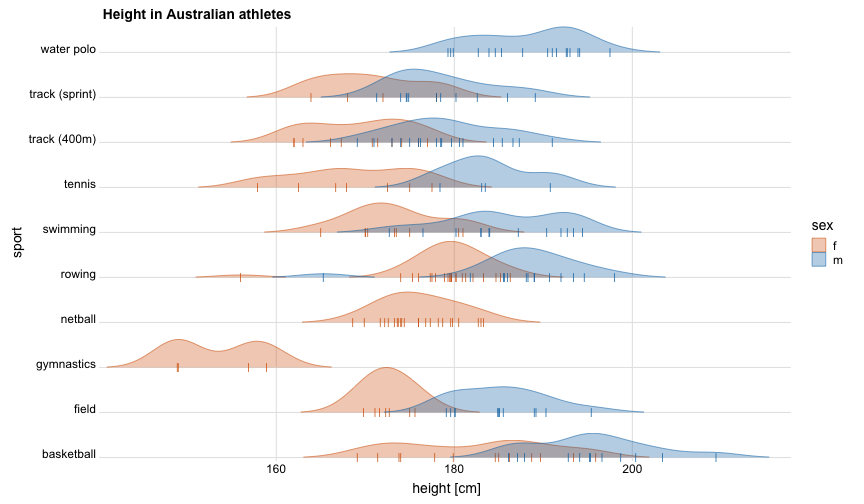 Height in Australian athletes
water polo
track (sprint)
track (400m)
tennis
swimming
rowing
netball
gymnastics
field
basketball
sport
160
180
200
height [cm]
sex
f
m